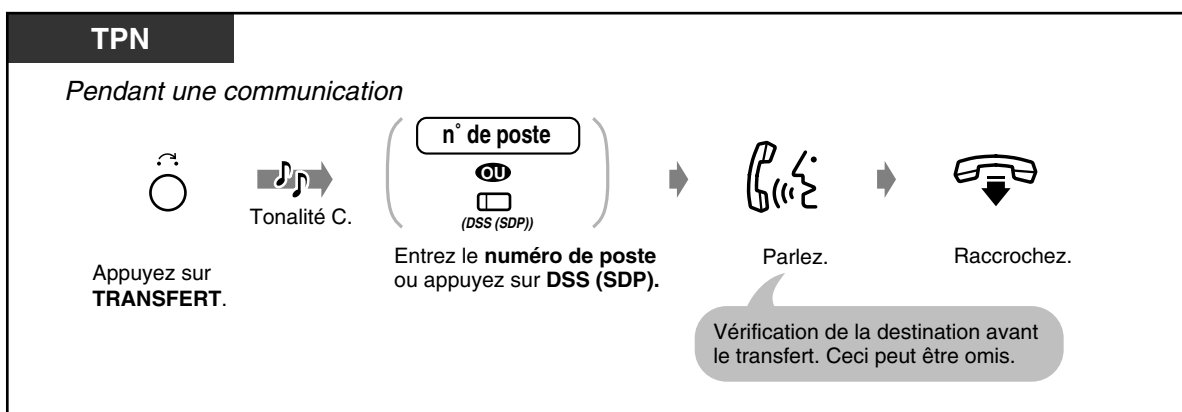 TPN
Pendant une communication
n° de poste
OU
(DSS (SDP))
Tonalité C.
Appuyez sur
TRANSFERT.
Entrez le numéro de poste
ou appuyez sur DSS (SDP).
Parlez.
Raccrochez.
Vérification de la destination avant
le transfert. Ceci peut être omis.